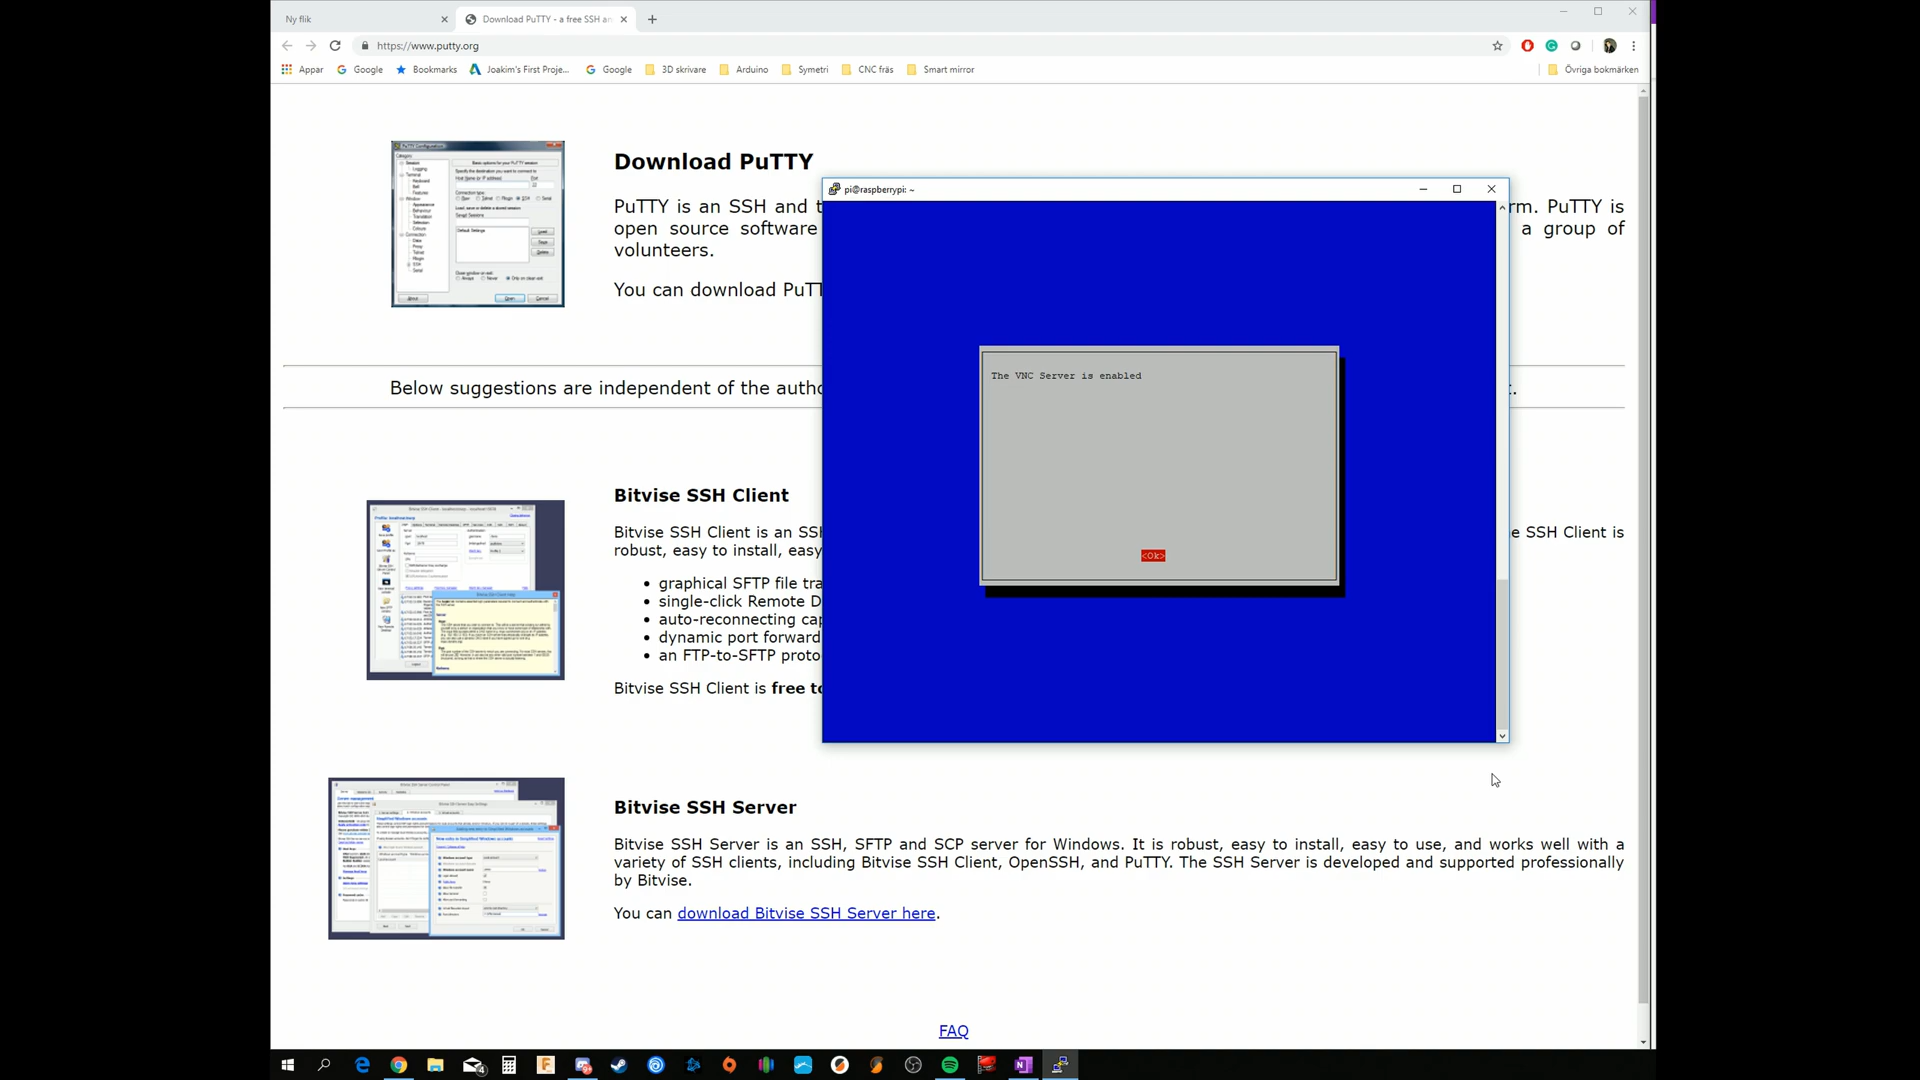 Ny flik
Download PuTTY - a free SSH an
https://www.putty.org
Appar
Google
Bookmarks
Joakim's First Proje...
Google
3D skrivare
Arduino
Symetri
CNC fräs
Smart mirror
Övriga bokmärken
Download PuTTY
PuTTY is an SSH and t
rm. PuTTY is
open source software
a group of
volunteers.
You can download PuTT
pi@raspberrypi: ~
The VNC Server is enabled
<Ok>
Below suggestions are independent of the autho
t.
Bitvise SSH Client
Bitvise SSH Client is an SSH
e SSH Client is
robust, easy to install, easy
• graphical SFTP file tra
• single-click Remote D
• auto-reconnecting cap
• dynamic port forward
• an FTP-to-SFTP proto
Bitvise SSH Client is free to
Bitvise SSH Server
Bitvise SSH Server is an SSH, SFTP and SCP server for Windows. It is robust, easy to install, easy to use, and works well with a
variety of SSH clients, including Bitvise SSH Client, OpenSSH, and PuTTY. The SSH Server is developed and supported professionally
by Bitvise.
You can download Bitvise SSH Server here.
FAQ